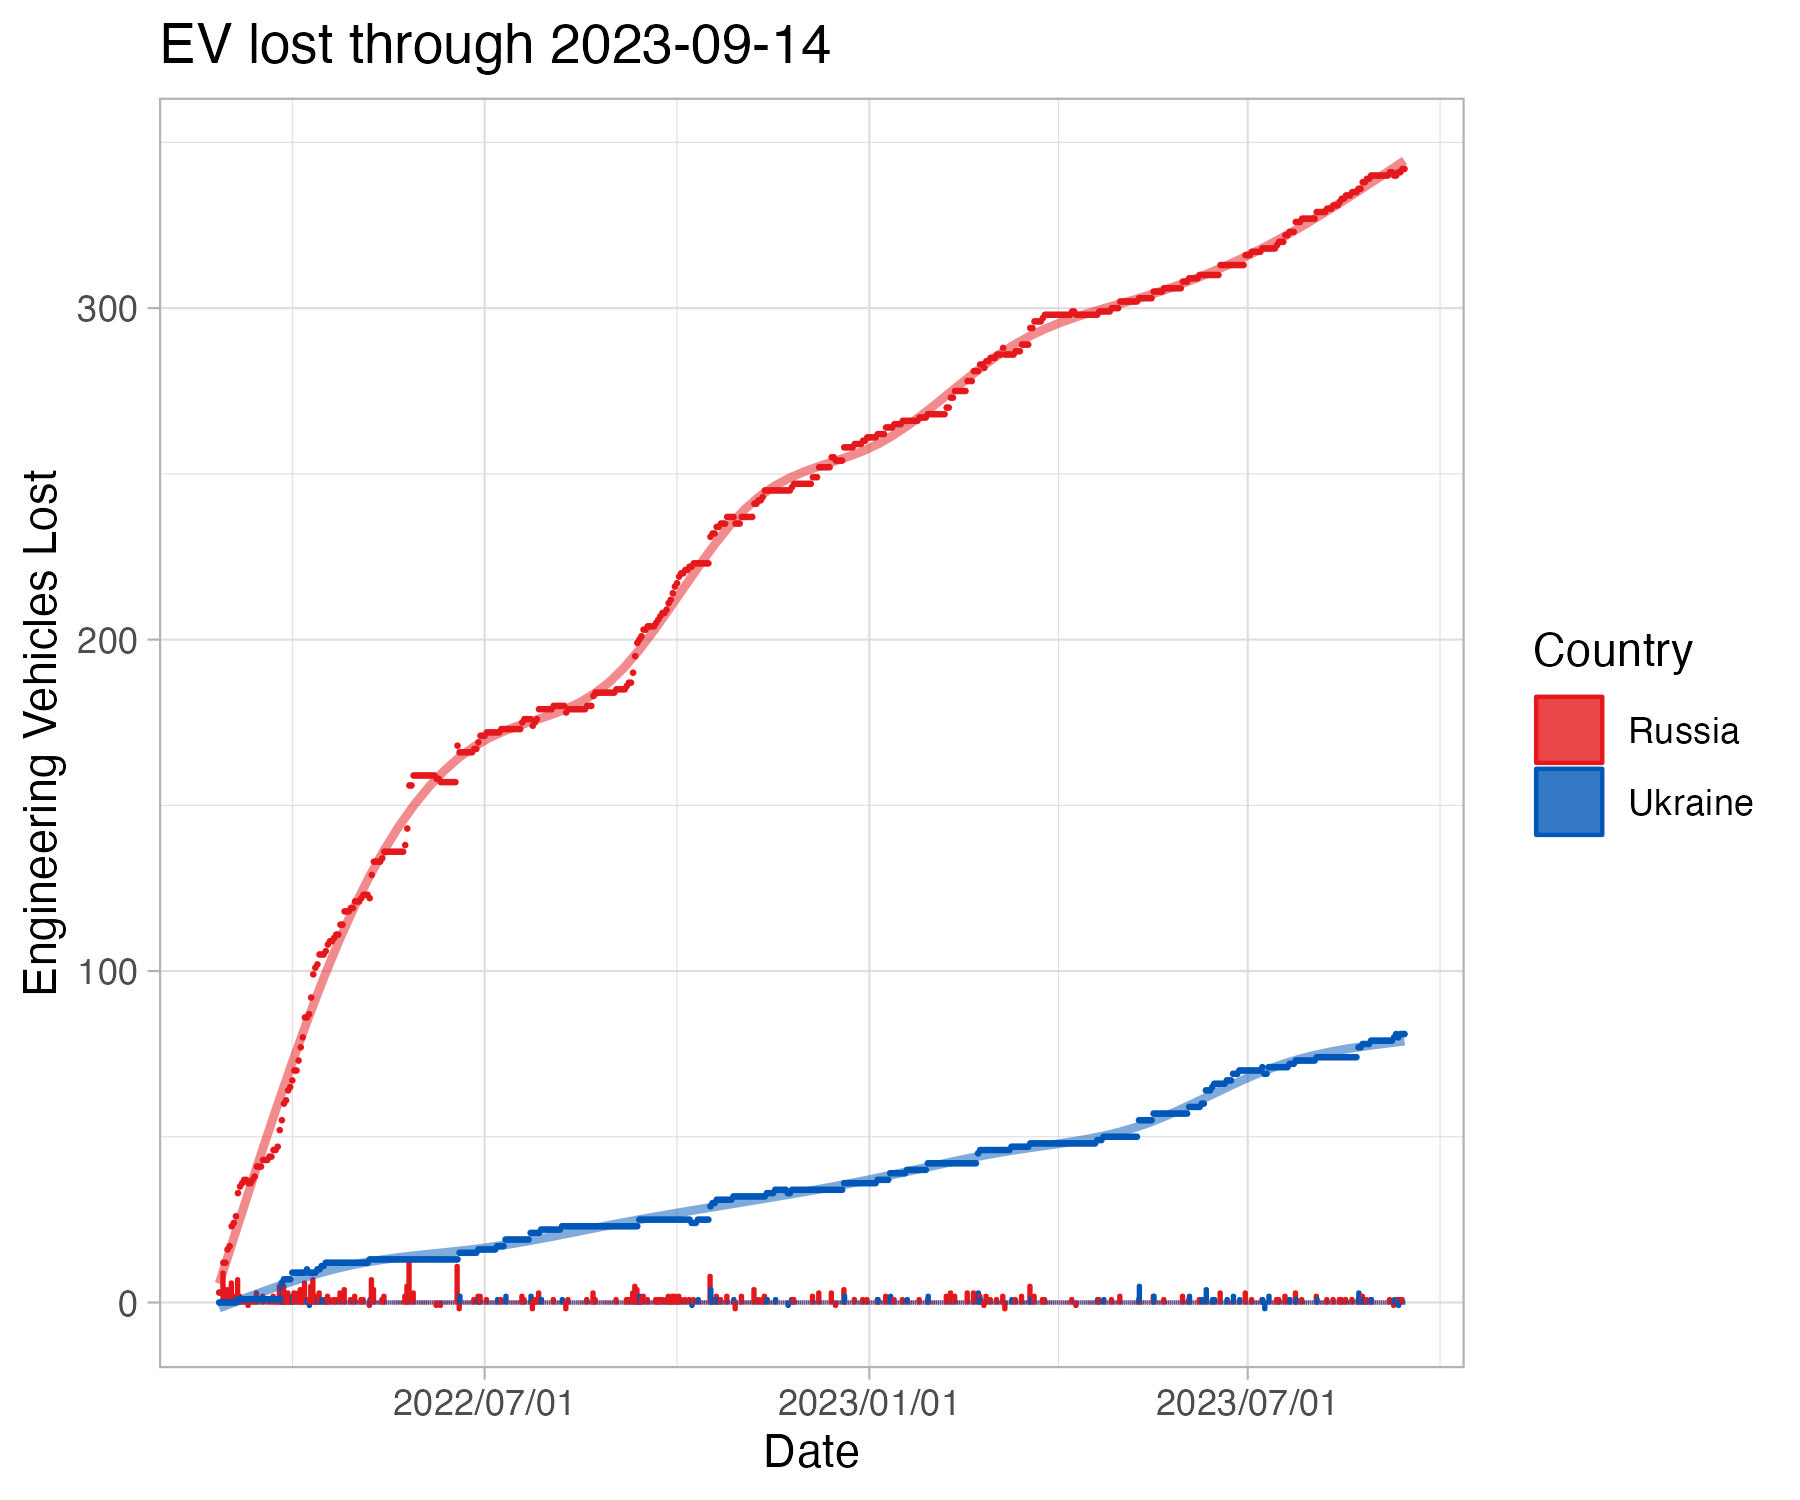 EV lost through 2023-09-14
Engineering Vehicles Lost
300
200
100
0
2022/07/01
2023/01/01
2023/07/01
Date
Country
Russia
Ukraine